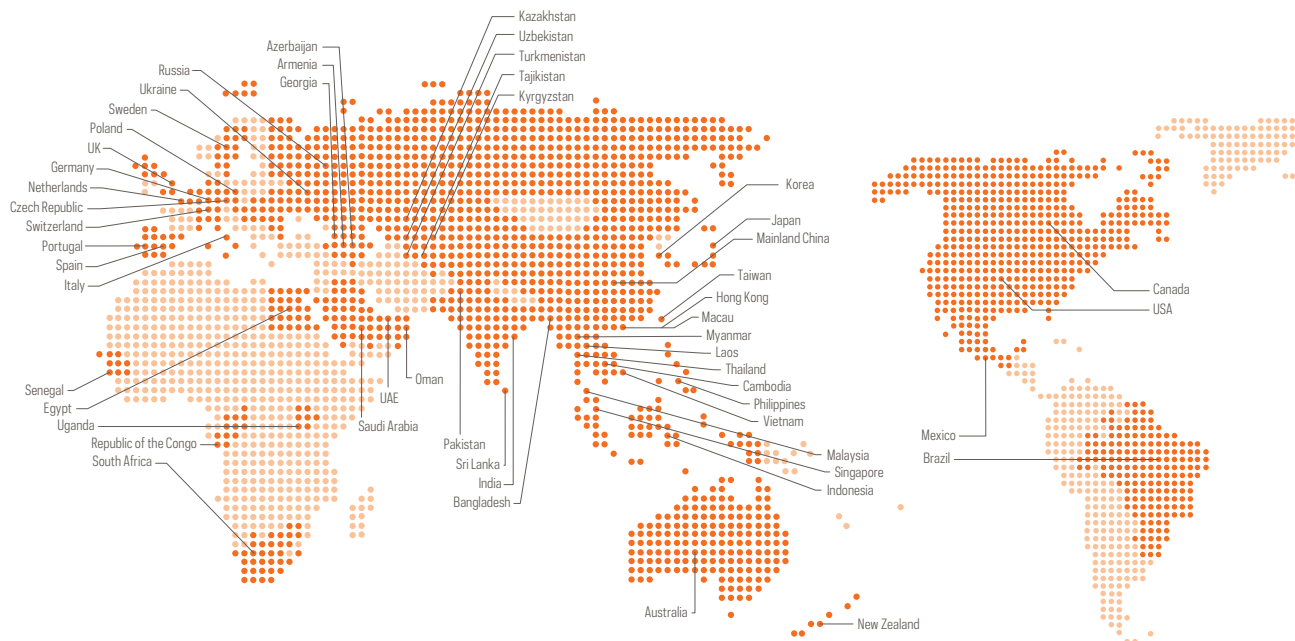 Kazakhstan
Uzbekistan
Turkmenistan
Tajikistan
Kyrgyzstan
Azerbaijan
Armenia
Georgia
Russia
Ukraine
Sweden
Poland
UK
Germany
Netherlands
Czech Republic
Switzerland
Portugal
Spain
Italy
Korea
Japan
Mainland China
Taiwan
Hong Kong
Macau
Myanmar
Laos
Thailand
Cambodia
Philippines
Vietnam
Canada
USA
Senegal
Egypt
Uganda
Republic of the Congo
South Africa
Oman
UAE
Saudi Arabia
Pakistan
Sri Lanka
India
Bangladesh
Malaysia
Singapore
Indonesia
Mexico
Brazil
Australia
New Zealand